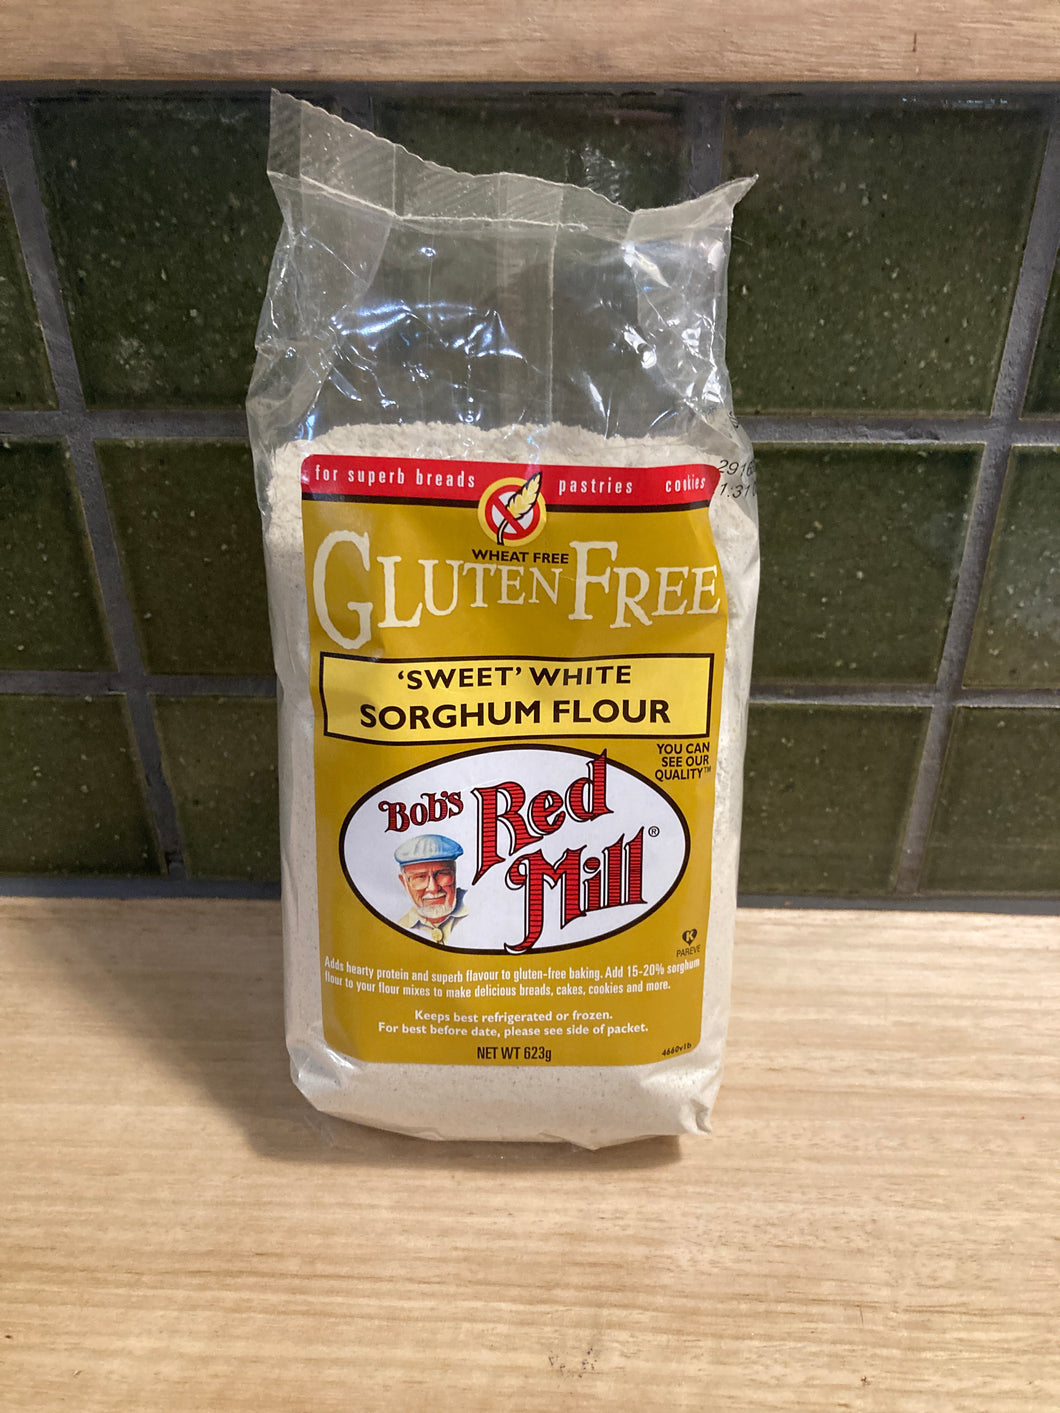 for superb breads pastries cookies
WHEAT FREE
GLUTEN FREE
‘SWEET’ WHITE
SORGHUM FLOUR
YOU CAN
SEE OUR
QUALITY™
Bob's
Red
Mill®
K
PAREVE
Adds hearty protein and superb flavour to gluten-free baking. Add 15-20% sorghum
flour to your flour mixes to make delicious breads, cakes, cookies and more.
Keeps best refrigerated or frozen.
For best before date, please see side of packet.
NET WT 623g
4660v1b